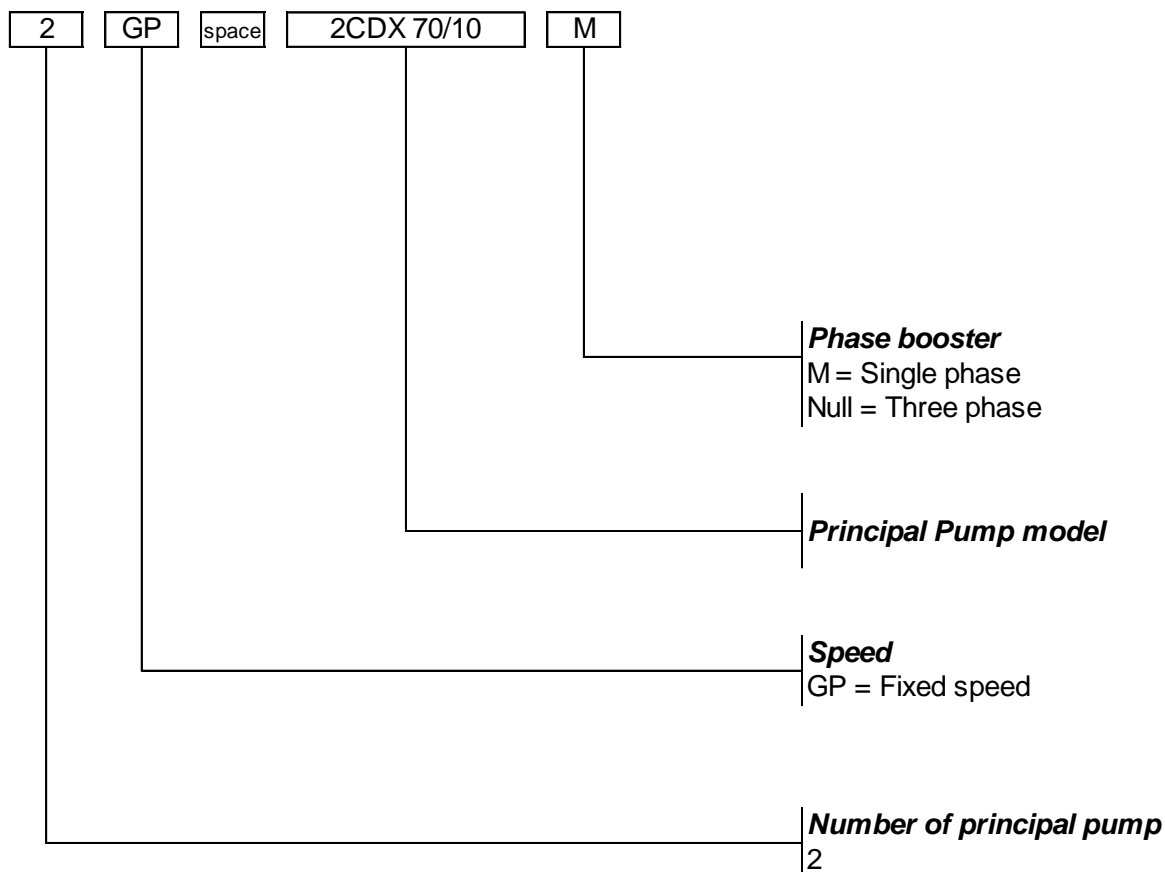 2 GP space 2CDX 70/10 M
Phase booster
M = Single phase
Null = Three phase
Principal Pump model
Speed
GP = Fixed speed
Number of principal pump
2